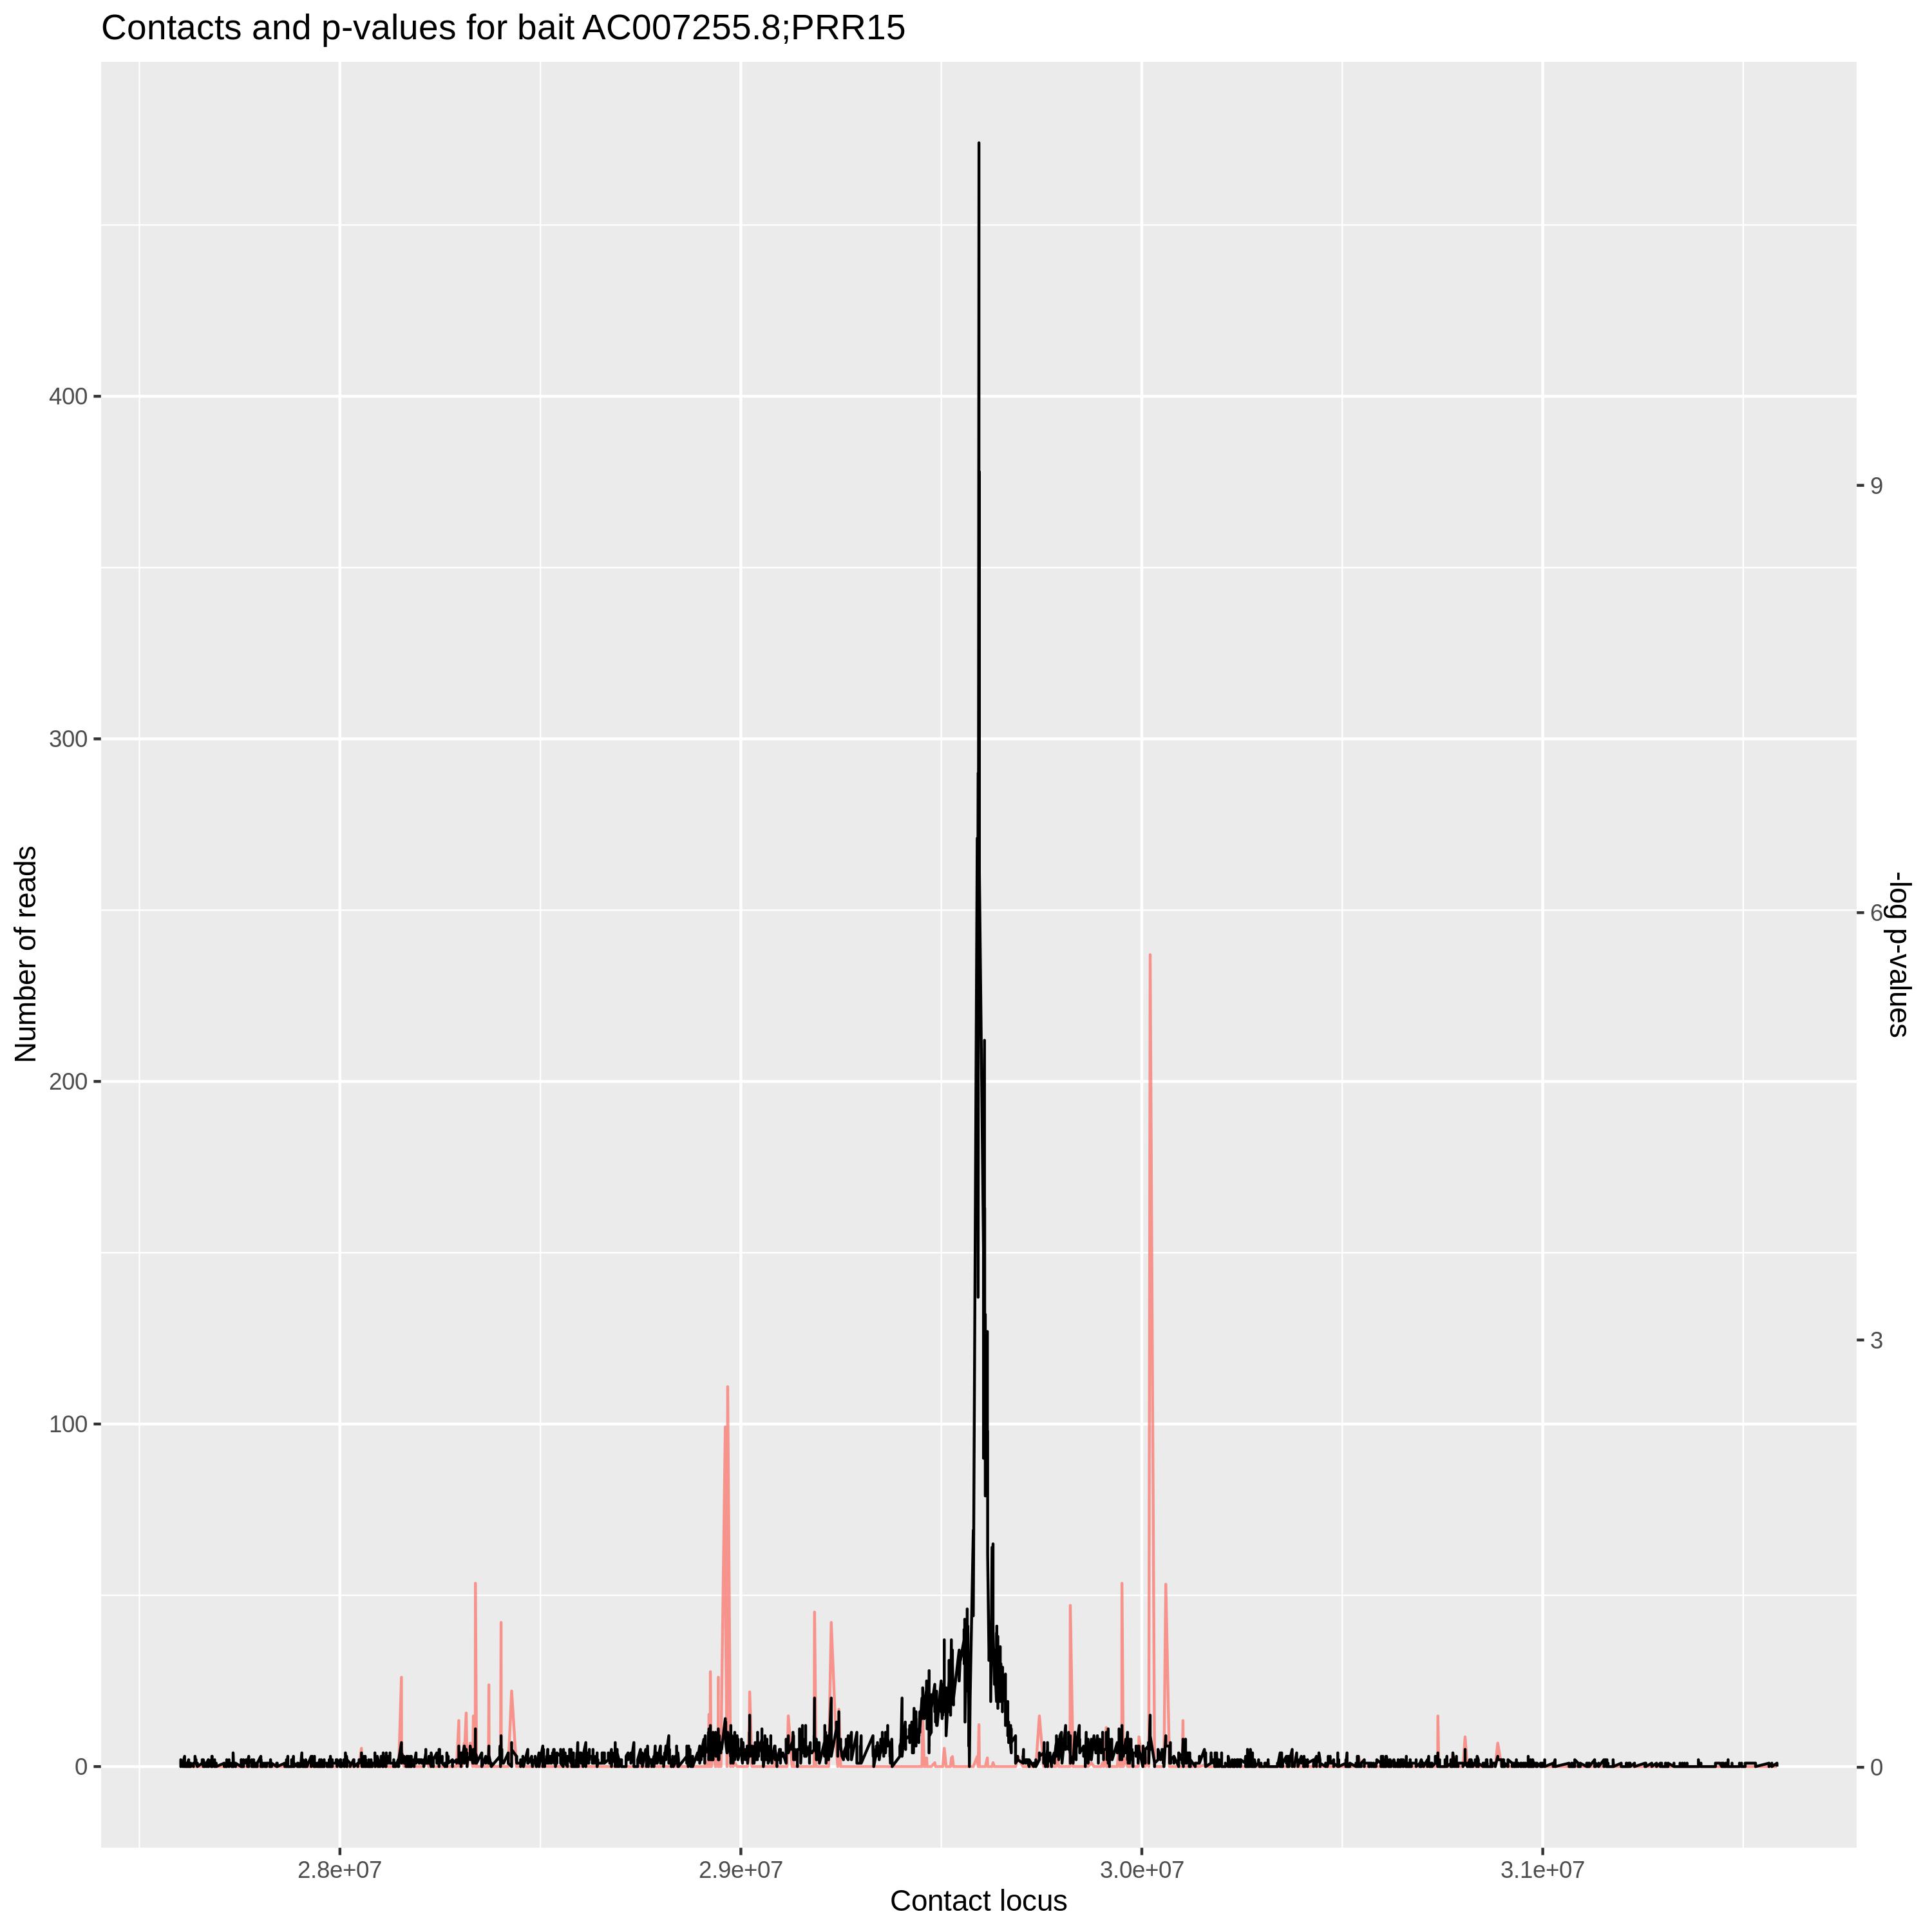 Contacts and p-values for bait AC007255.8;PRR15
Number of reads
400
300
200
100
0
9
6
3
0
-log p-values
2.8e+07 2.9e+07 3.0e+07 3.1e+07
Contact locus